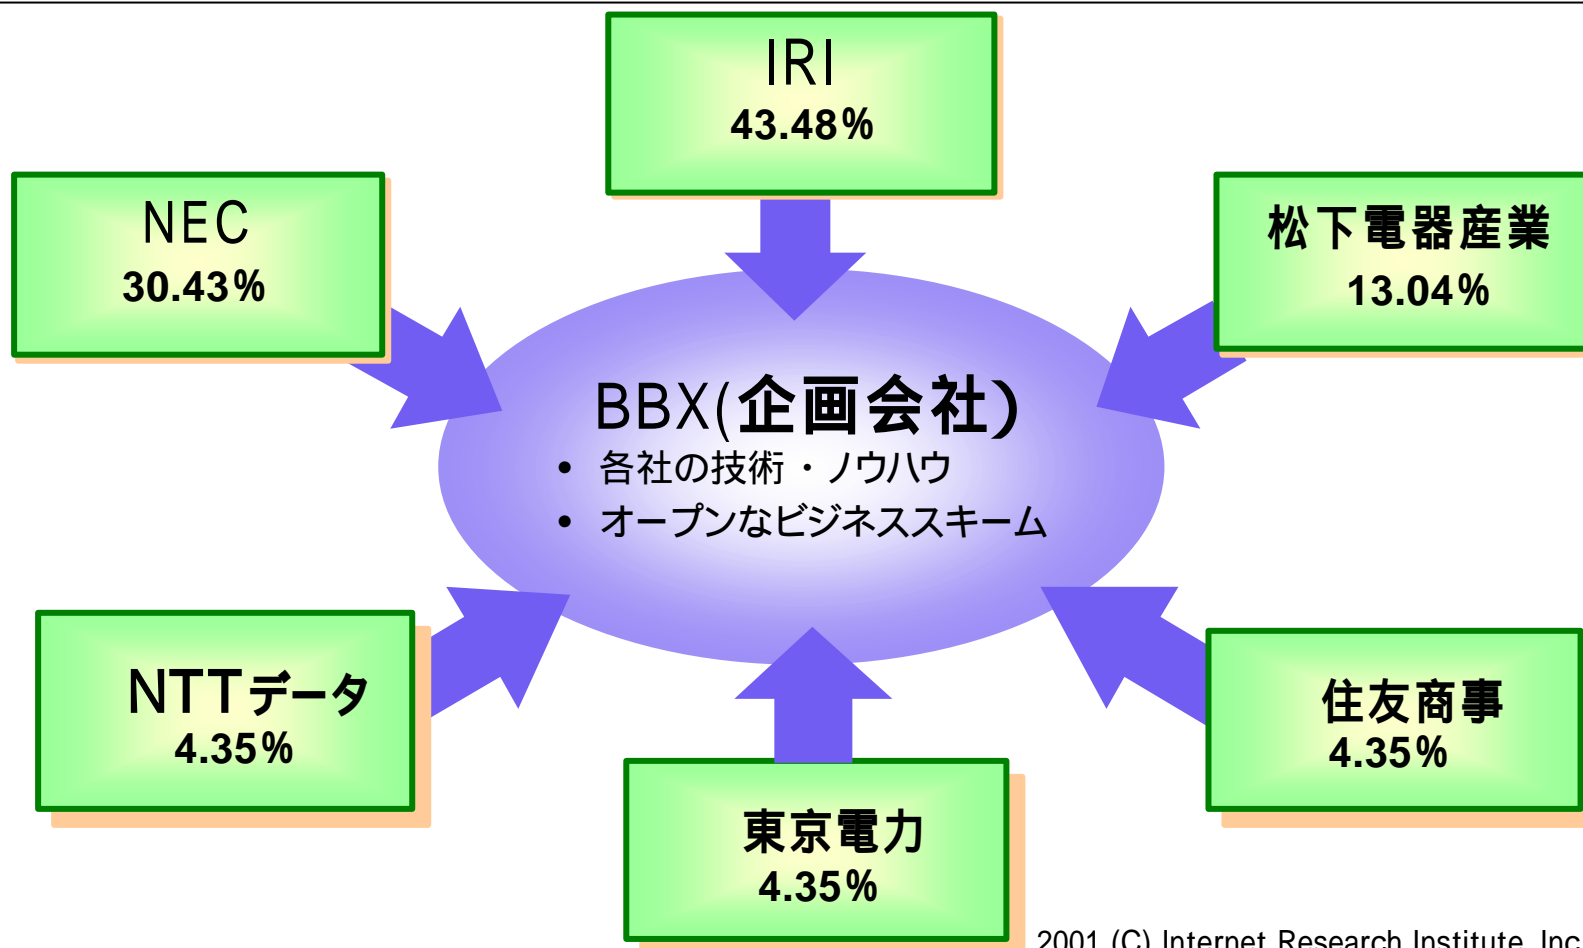 IRI
43.48%
NEC
30.43%
松下電器産業
13.04%
BBX(企画会社)
• 各社の技術・ノウハウ
• オープンなビジネススキーム
NTTデータ
4.35%
東京電力
4.35%
住友商事
4.35%
2001 (C) Internet Research Institute, Inc